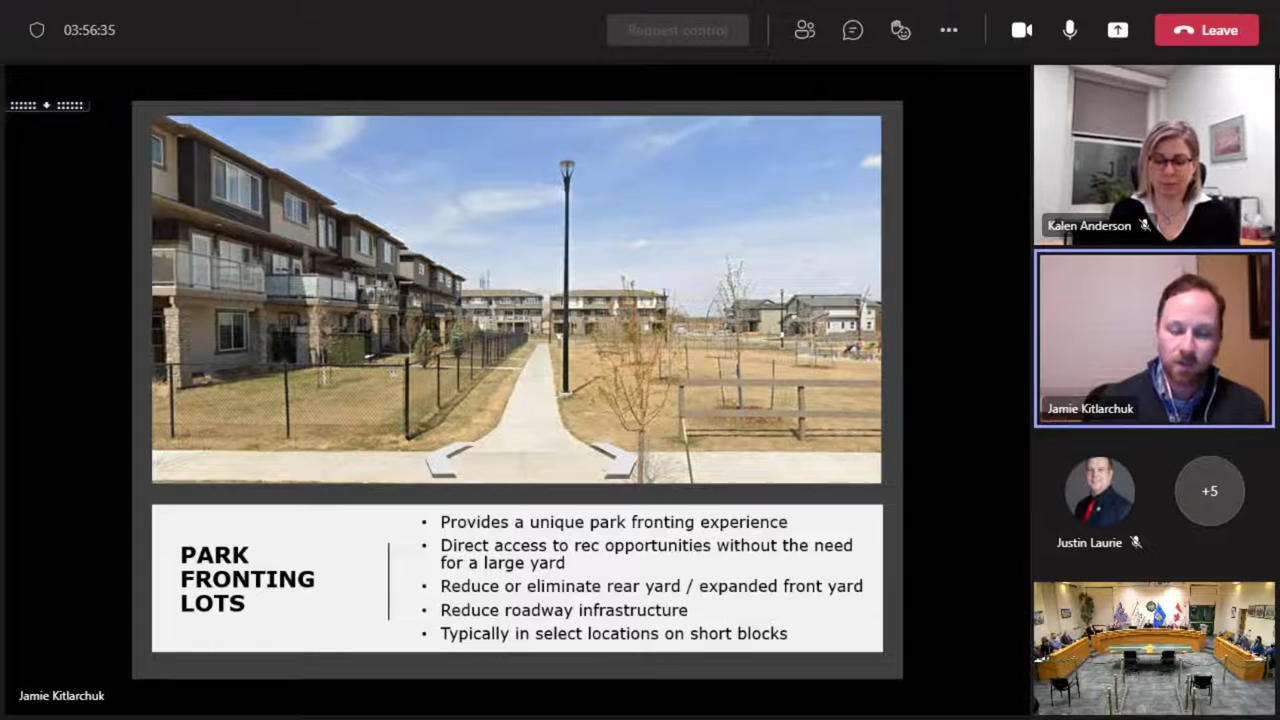 03:56:35
Request control
Leave
Kalen Anderson
Jamie Kitlarchuk
+5
Justin Laurie
PARK
FRONTING
LOTS
• Provides a unique park fronting experience
• Direct access to rec opportunities without the need
for a large yard
• Reduce or eliminate rear yard / expanded front yard
• Reduce roadway infrastructure
• Typically in select locations on short blocks
Jamie Kitlarchuk